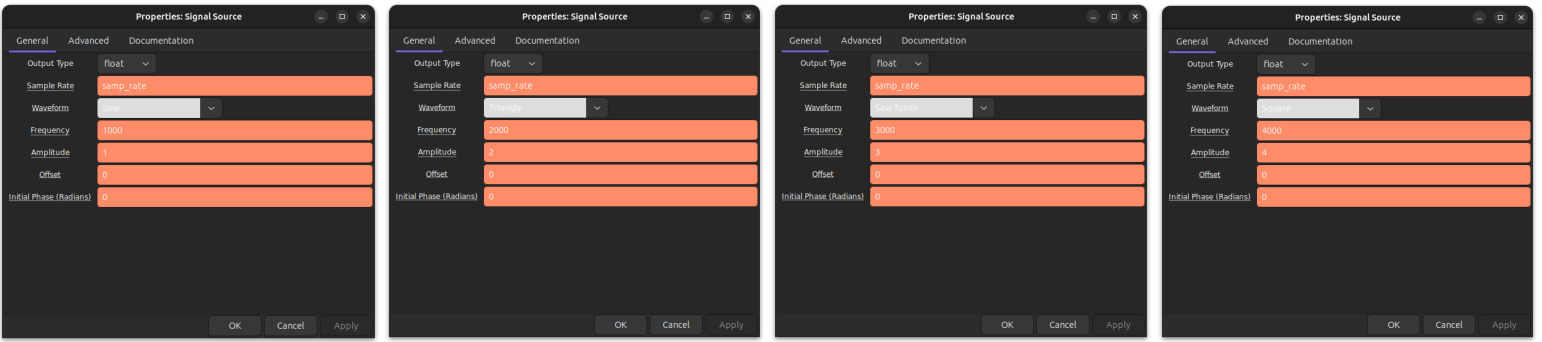 Properties: Signal Source
General Advanced Documentation
Output Type float
Sample Rate samp_rate
Waveform Sine
Frequency 1000
Amplitude 1
Offset 0
Initial Phase (Radians) 0
OK Cancel Apply
Properties: Signal Source
General Advanced Documentation
Output Type float
Sample Rate samp_rate
Waveform Triangle
Frequency 2000
Amplitude 2
Offset 0
Initial Phase (Radians) 0
OK Cancel Apply
Properties: Signal Source
General Advanced Documentation
Output Type float
Sample Rate samp_rate
Waveform Saw Tooth
Frequency 3000
Amplitude 3
Offset 0
Initial Phase (Radians) 0
OK Cancel Apply
Properties: Signal Source
General Advanced Documentation
Output Type float
Sample Rate samp_rate
Waveform Square
Frequency 4000
Amplitude 4
Offset 0
Initial Phase (Radians) 0
OK Cancel Apply